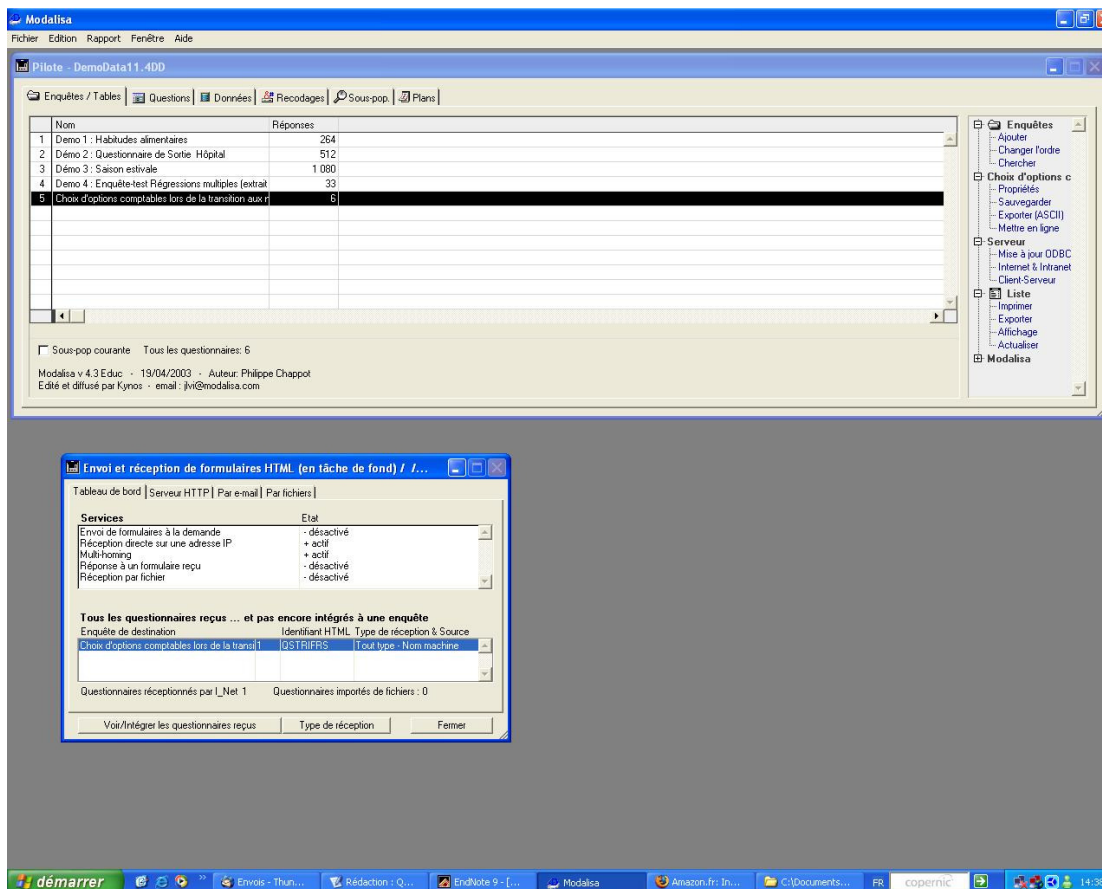 Modalisa
Fichier Edition Rapport Fenêtre Aide
Pilote - DemoData11.4DD
Enquêtes / Tables Questions Données Recodages Sous-pop. Plans
Nom Réponses
1 Demo 1 : Habitudes alimentaires 264
2 Démo 2 : Questionnaire de Sortie Hôpital 512
3 Démo 3 : Saison estivale 1 080
4 Demo 4 : Enquête-test Régressions multiples (extrait 33
5 Choix d'options comptables lors de la transition aux r 6
Sous-pop courante Tous les questionnaires: 6
Modalisa v 4.3 Educ - 19/04/2003 - Auteur: Philippe Chappot
Edité et diffusé par Kynos - email : jlvi@modalisa.com
Enquêtes
Ajouter
Changer l'ordre
Chercher
Choix d'options c
Propriétés
Sauvegarder
Exporter (ASCII)
Mettre en ligne
Serveur
Mise à jour ODBC
Internet & Intranet
Client-Serveur
Liste
Imprimer
Exporter
Affichage
Actualiser
Modalisa
Envoi et réception de formulaires HTML (en tâche de fond) / /...
Tableau de bord Serveur HTTP Par e-mail Par fichiers
Services Etat
Envoi de formulaires à la demande - désactivé
Réception directe sur une adresse IP + actif
Multi-homing + actif
Réponse à un formulaire reçu - désactivé
Réception par fichier - désactivé
Tous les questionnaires reçus ... et pas encore intégrés à une enquête
Enquête de destination Identifiant HTML Type de réception & Source
Choix d'options comptables lors de la transi 1 QSTRIFRS Tout type - Nom machine
Questionnaires réceptionnés par I_Net 1 Questionnaires importés de fichiers : 0
Voir/Intégrer les questionnaires reçus Type de réception Fermer
démarrer Envois - Thun... Rédaction : Q... EndNote 9 - [... Modalisa Amazon.fr: In... C:\Documents... FR copernic 14:38